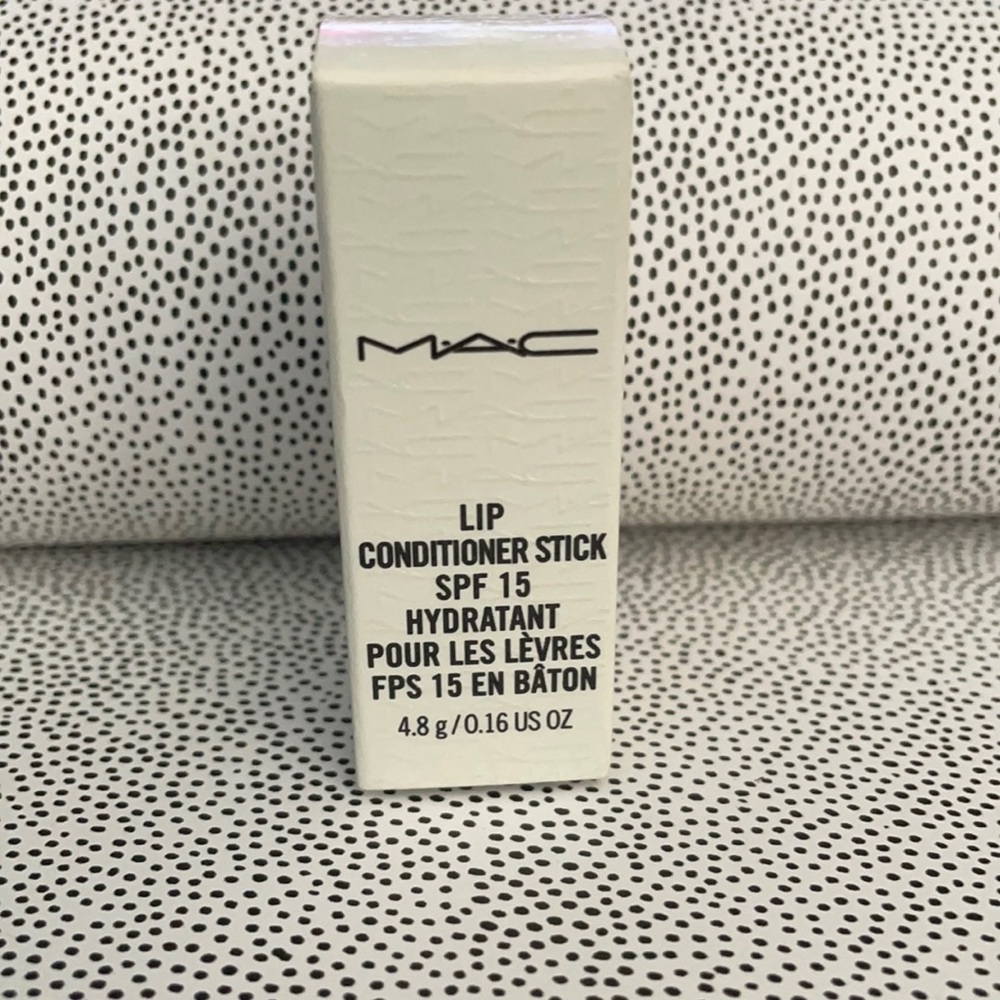 M·A·C
LIP
CONDITIONER STICK
SPF 15
HYDRATANT
POUR LES LÈVRES
FPS 15 EN BÂTON
4.8 g/0.16 US OZ